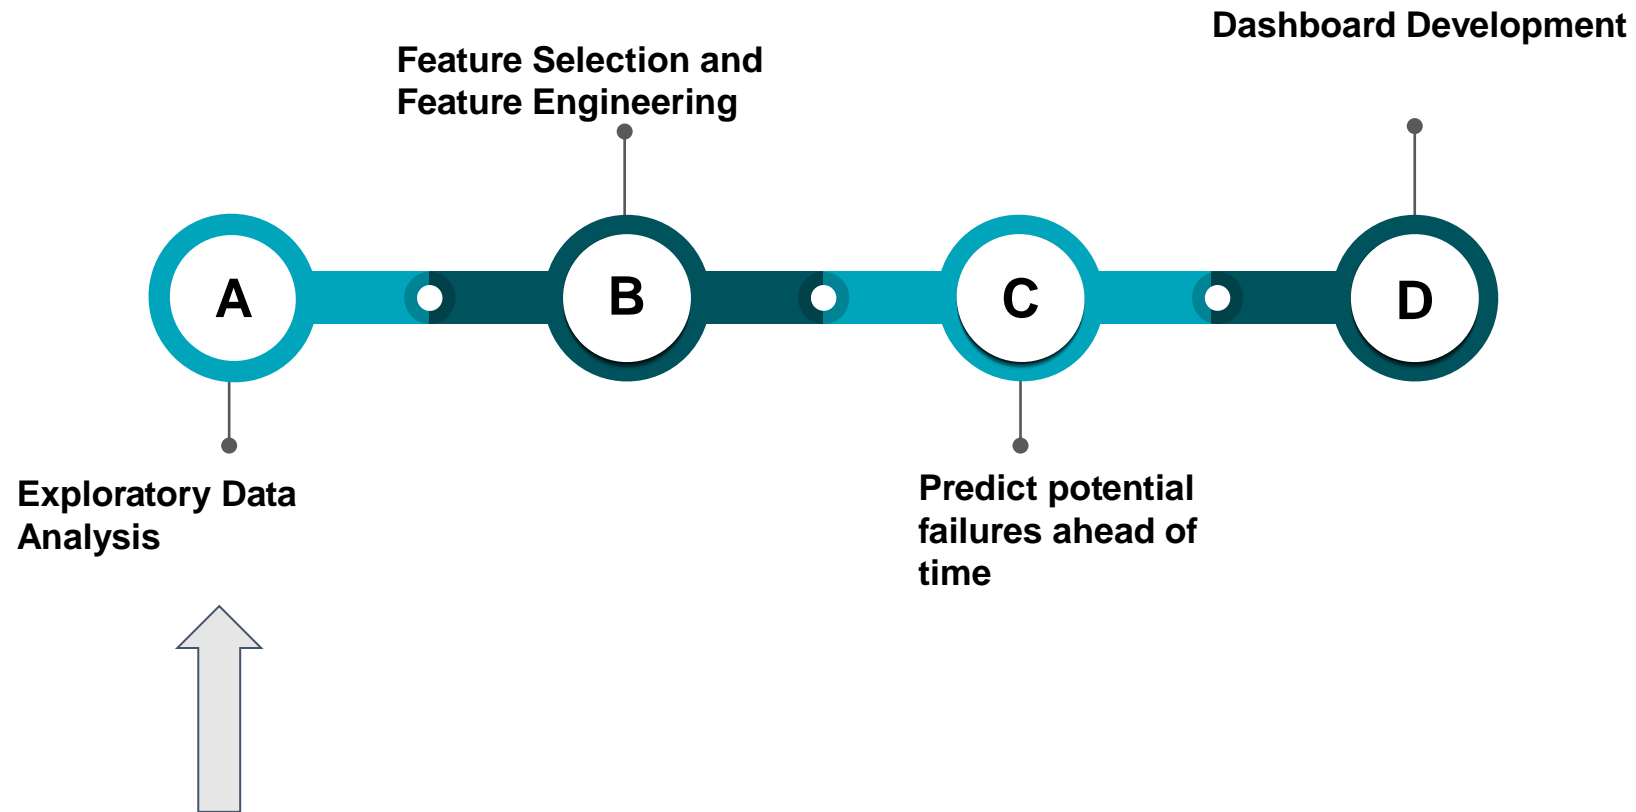 Dashboard Development
Feature Selection and
Feature Engineering
A
B
C
D
Exploratory Data
Analysis
Predict potential
failures ahead of
time